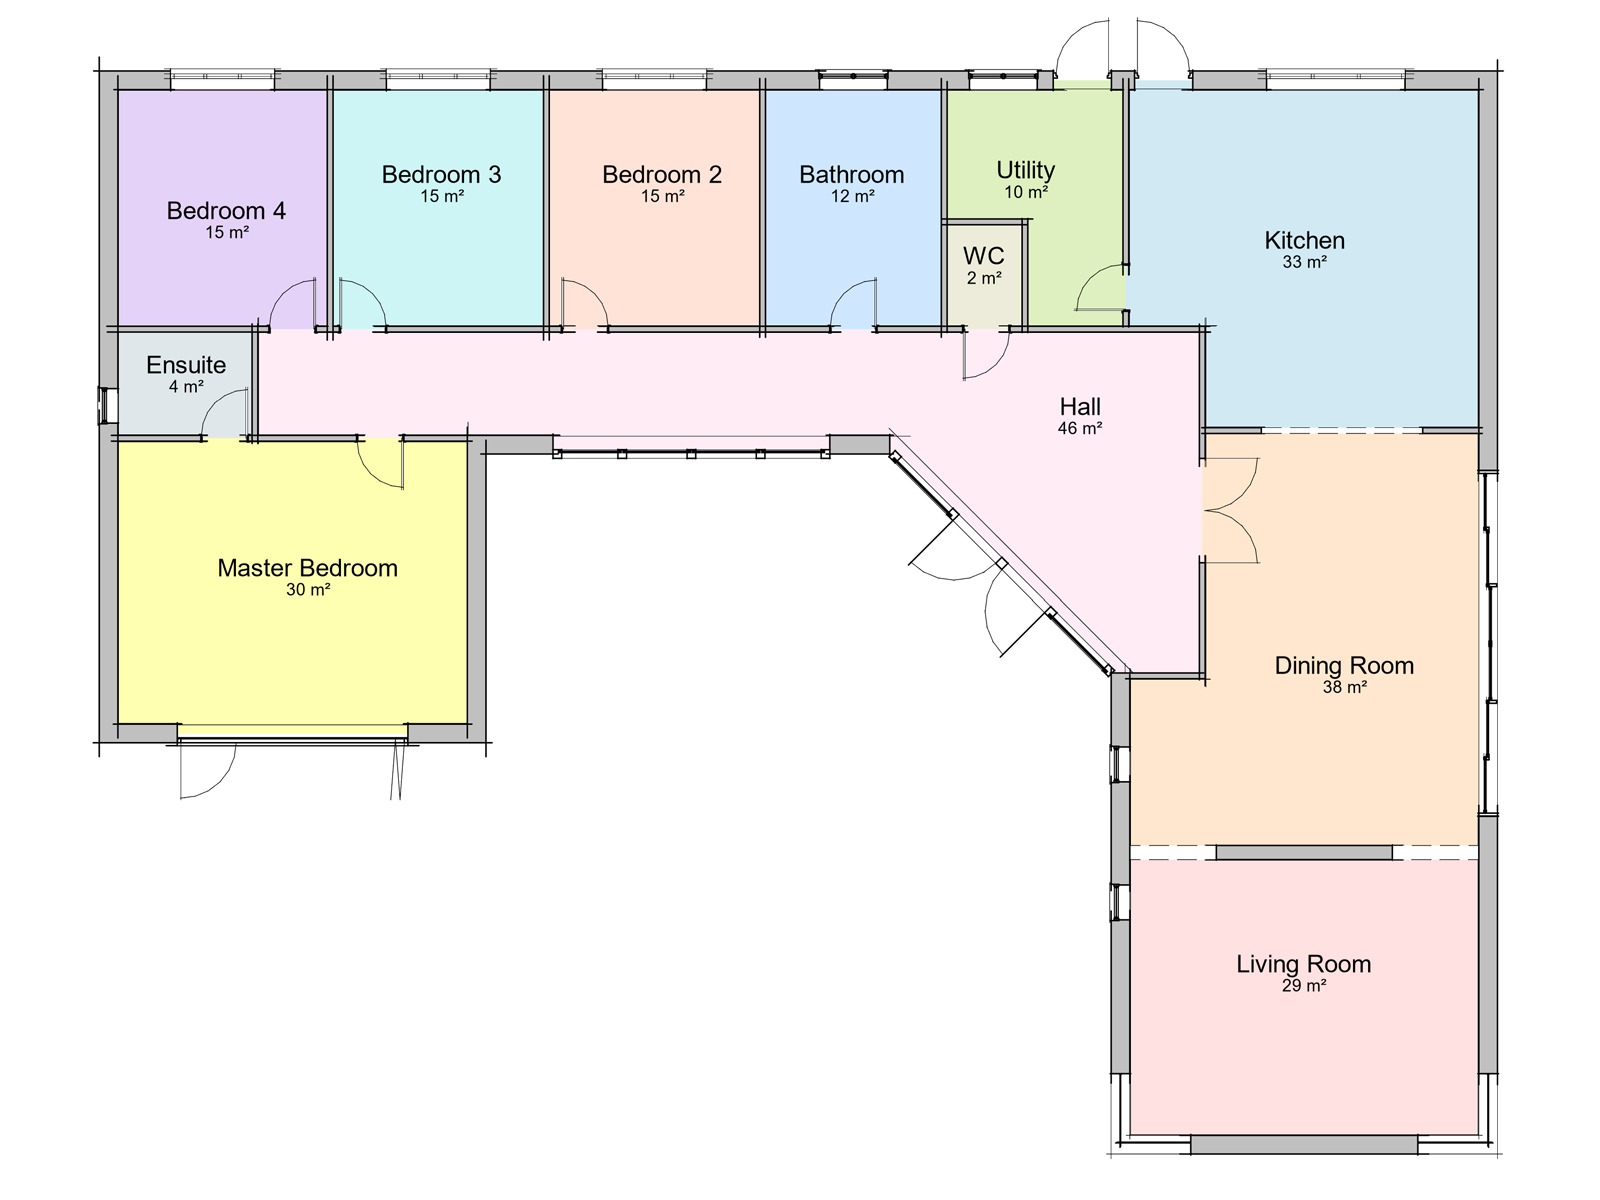 Bedroom 4
15 m²
Bedroom 3
15 m²
Bedroom 2
15 m²
Bathroom
12 m²
Utility
10 m²
WC
2 m²
Kitchen
33 m²
Ensuite
4 m²
Hall
46 m²
Master Bedroom
30 m²
Dining Room
38 m²
Living Room
29 m²